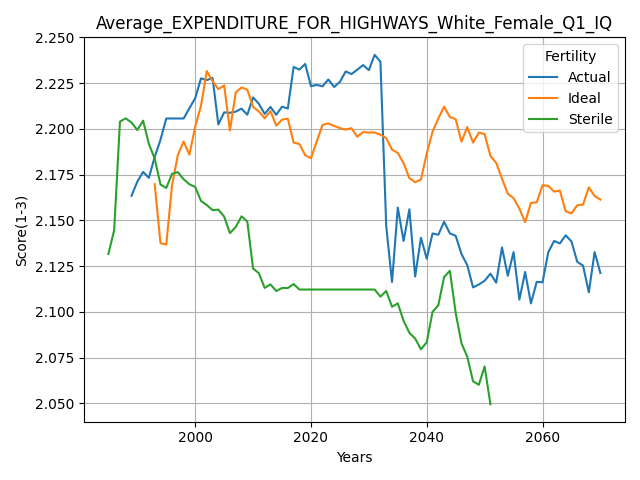 Average_EXPENDITURE_FOR_HIGHWAYS_White_Female_Q1_IQ
2.250
2.225
2.200
2.175
2.150
2.125
2.100
2.075
2.050
Score(1-3)
Fertility
Actual
Ideal
Sterile
2000 2020 2040 2060
Years